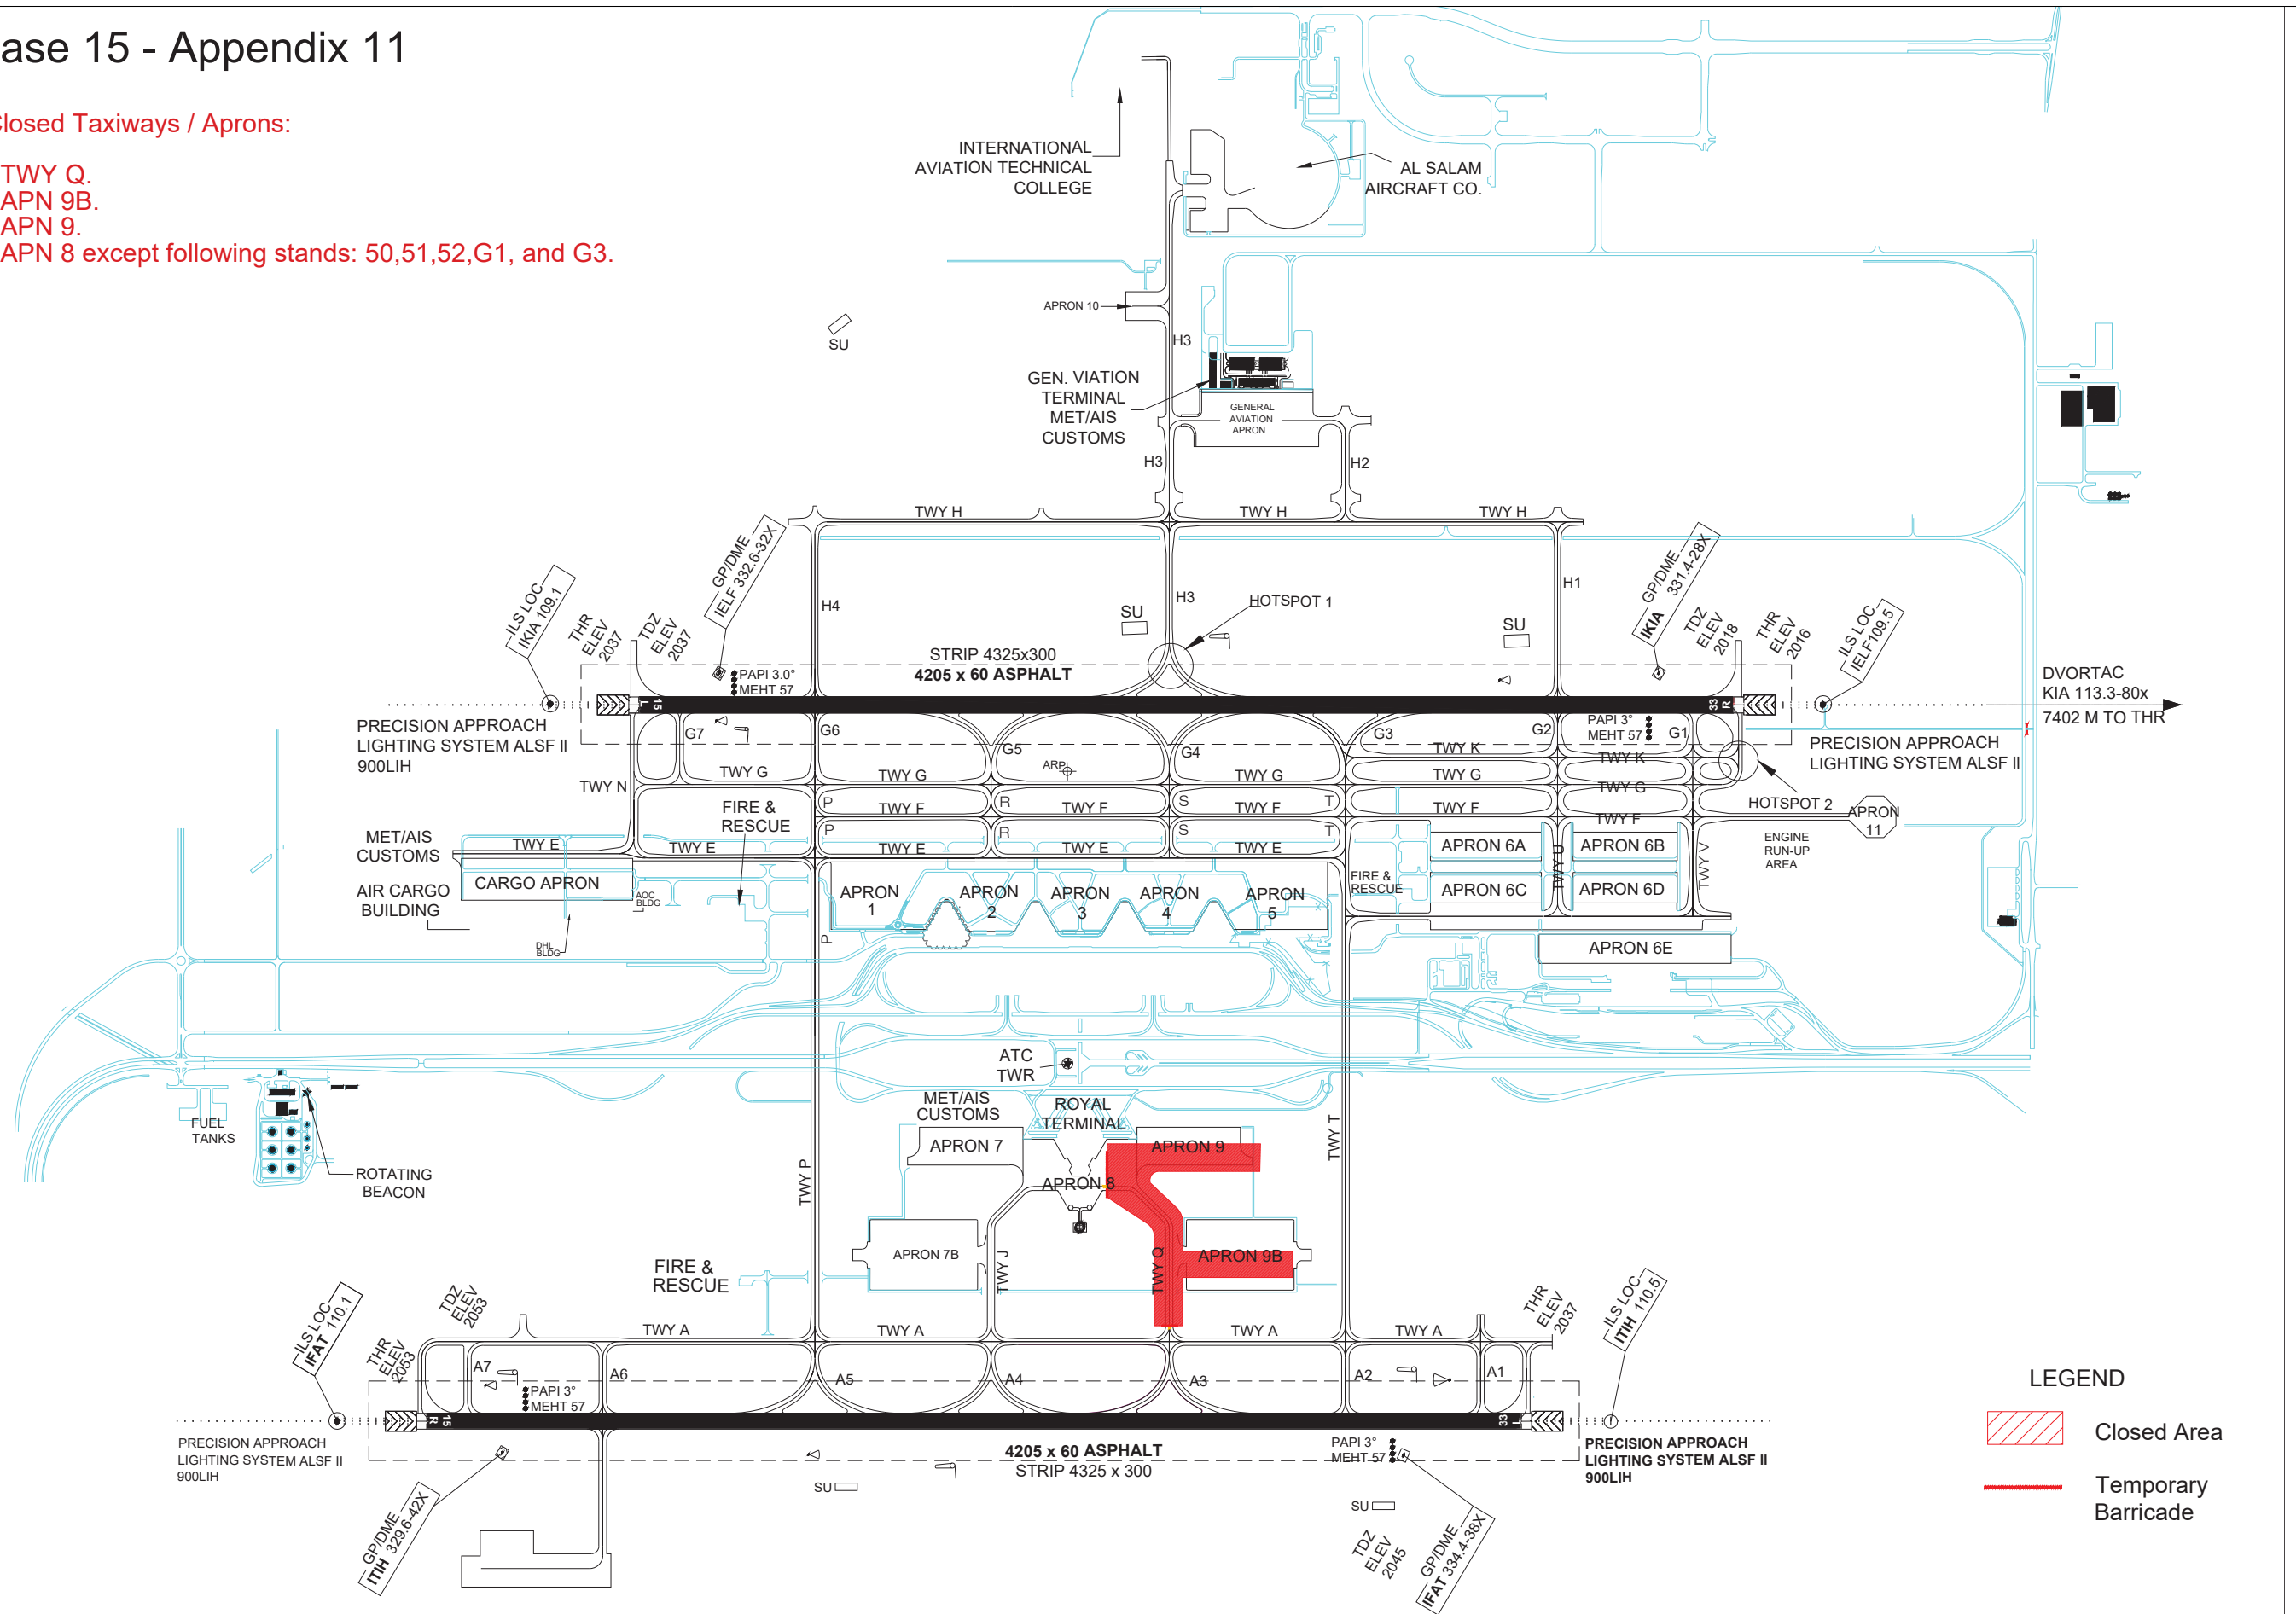 ase 15 - Appendix 11
Closed Taxiways / Aprons:
TWY Q.
APN 9B.
APN 9.
APN 8 except following stands: 50,51,52,G1, and G3.
INTERNATIONAL
AVIATION TECHNICAL
COLLEGE
AL SALAM
AIRCRAFT CO.
APRON 10
SU
H3
GEN. VIATION
TERMINAL
MET/AIS
CUSTOMS
GENERAL
AVIATION
APRON
H3
H2
TWY H
TWY H
TWY H
GP/DME
IELF 332.6-32X
GP/DME
IKIA 331.4-28X
ILS LOC
IKIA 109.1
THR
ELEV
2037
TDZ
ELEV
2037
H4
H3
H1
HOTSPOT 1
SU
SU
TDZ
ELEV
2018
THR
ELEV
2016
ILS LOC
IELF109.5
STRIP 4325x300
4205 x 60 ASPHALT
PAPI 3.0°
MEHT 57
DVORTAC
KIA 113.3-80x
7402 M TO THR
15
L
33
R
PRECISION APPROACH
LIGHTING SYSTEM ALSF II
900LIH
G7
G6
G5
G4
G3
G2
PAPI 3°
MEHT 57
G1
PRECISION APPROACH
LIGHTING SYSTEM ALSF II
TWY K
TWY K
ARP
TWY N
TWY G
TWY G
TWY G
TWY G
TWY G
HOTSPOT 2
FIRE &
RESCUE
P
TWY F
R
TWY F
S
TWY F
T
TWY F
TWY F
APRON
11
P
R
S
T
MET/AIS
CUSTOMS
TWY E
TWY E
TWY E
TWY E
TWY E
APRON 6A
TWY U
APRON 6B
TWY V
ENGINE
RUN-UP
AREA
AIR CARGO
BUILDING
CARGO APRON
AOC
BLDG
DHL
BLDG
APRON
1
APRON
2
APRON
3
APRON
4
APRON
5
FIRE &
RESCUE
APRON 6C
APRON 6D
P
APRON 6E
ATC
TWR
MET/AIS
CUSTOMS
ROYAL
TERMINAL
FUEL
TANKS
ROTATING
BEACON
TWY P
APRON 7
APRON 9
TWY T
APRON 8
APRON 7B
TWY J
TWY Q
APRON 9B
FIRE &
RESCUE
ILS LOC
IFAT 110.1
TDZ
ELEV
2053
THR
ELEV
2053
TWY A
TWY A
TWY A
TWY A
THR
ELEV
2037
ILS LOC
ITIH 110.5
A7
A6
A5
A4
A3
A2
A1
PAPI 3°
MEHT 57
R
15
33
L
PRECISION APPROACH
LIGHTING SYSTEM ALSF II
900LIH
4205 x 60 ASPHALT
STRIP 4325 x 300
PAPI 3°
MEHT 57
PRECISION APPROACH
LIGHTING SYSTEM ALSF II
900LIH
SU
SU
GP/DME
ITIH 329.6-42X
TDZ
ELEV
2045
GP/DME
IFAT 334.4-38X
LEGEND
Closed Area
Temporary
Barricade